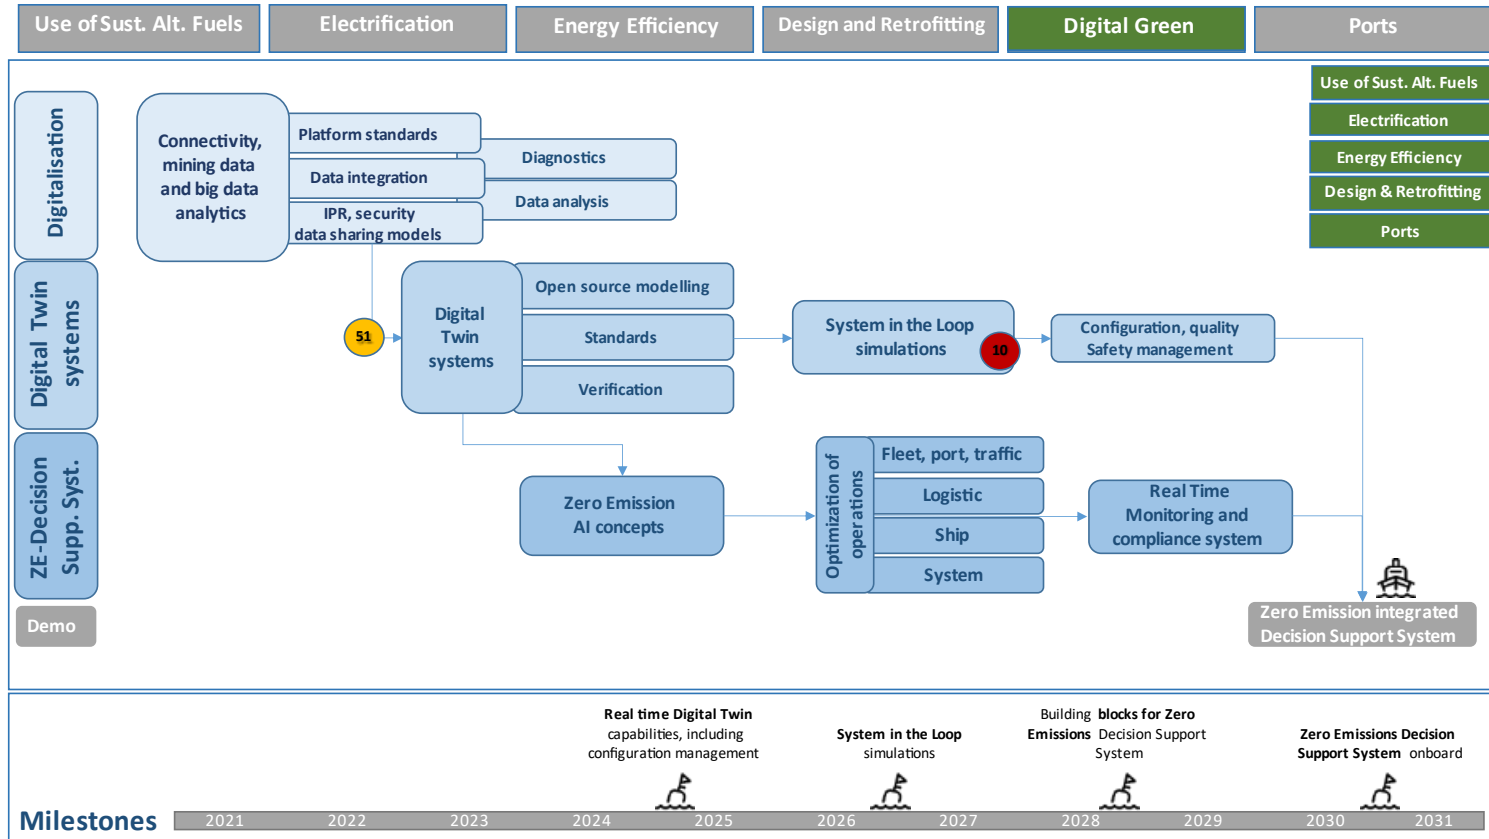 Use of Sust. Alt. Fuels
Electrification
Energy Efficiency
Design and Retrofitting
Digital Green
Ports
Use of Sust. Alt. Fuels
Electrification
Energy Efficiency
Design & Retrofitting
Ports
Digitalisation
Connectivity,
mining data
and big data
analytics
Platform standards
Data integration
IPR, security
data sharing models
Diagnostics
Data analysis
Digital Twin
systems
51
Digital
Twin
systems
Open source modelling
Standards
Verification
System in the Loop
simulations
10
Configuration, quality
Safety management
ZE-Decision
Supp. Syst.
Zero Emission
AI concepts
Optimization of
operations
Fleet, port, traffic
Logistic
Ship
System
Real Time
Monitoring and
compliance system
Demo
Zero Emission integrated
Decision Support System
Real time Digital Twin
capabilities, including
configuration management
System in the Loop
simulations
Building blocks for Zero
Emissions Decision Support
System
Zero Emissions Decision
Support System onboard
Milestones
2021
2022
2023
2024
2025
2026
2027
2028
2029
2030
2031